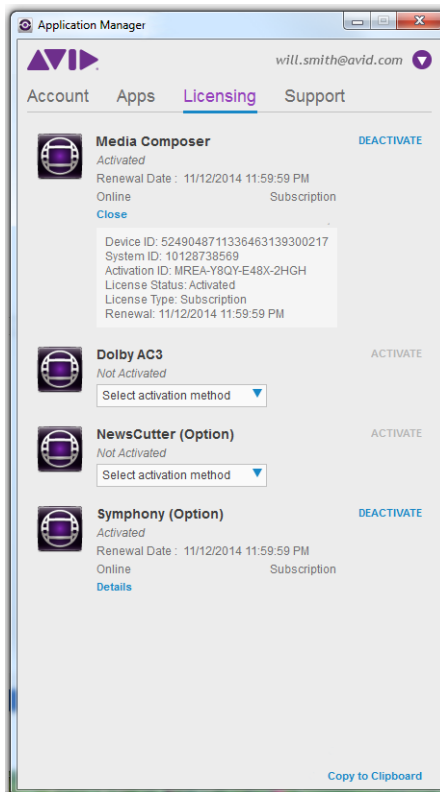 Application Manager
AVID
will.smith@avid.com
Account Apps Licensing Support
Media Composer DEACTIVATE
Activated
Renewal Date : 11/12/2014 11:59:59 PM
Online Subscription
Close
Device ID: 5249048711336463139300217
System ID: 10128738569
Activation ID: MREA-Y8QY-E48X-2HGH
License Status: Activated
License Type: Subscription
Renewal: 11/12/2014 11:59:59 PM
Dolby AC3 ACTIVATE
Not Activated
Select activation method
NewsCutter (Option) ACTIVATE
Not Activated
Select activation method
Symphony (Option) DEACTIVATE
Activated
Renewal Date : 11/12/2014 11:59:59 PM
Online Subscription
Details
Copy to Clipboard